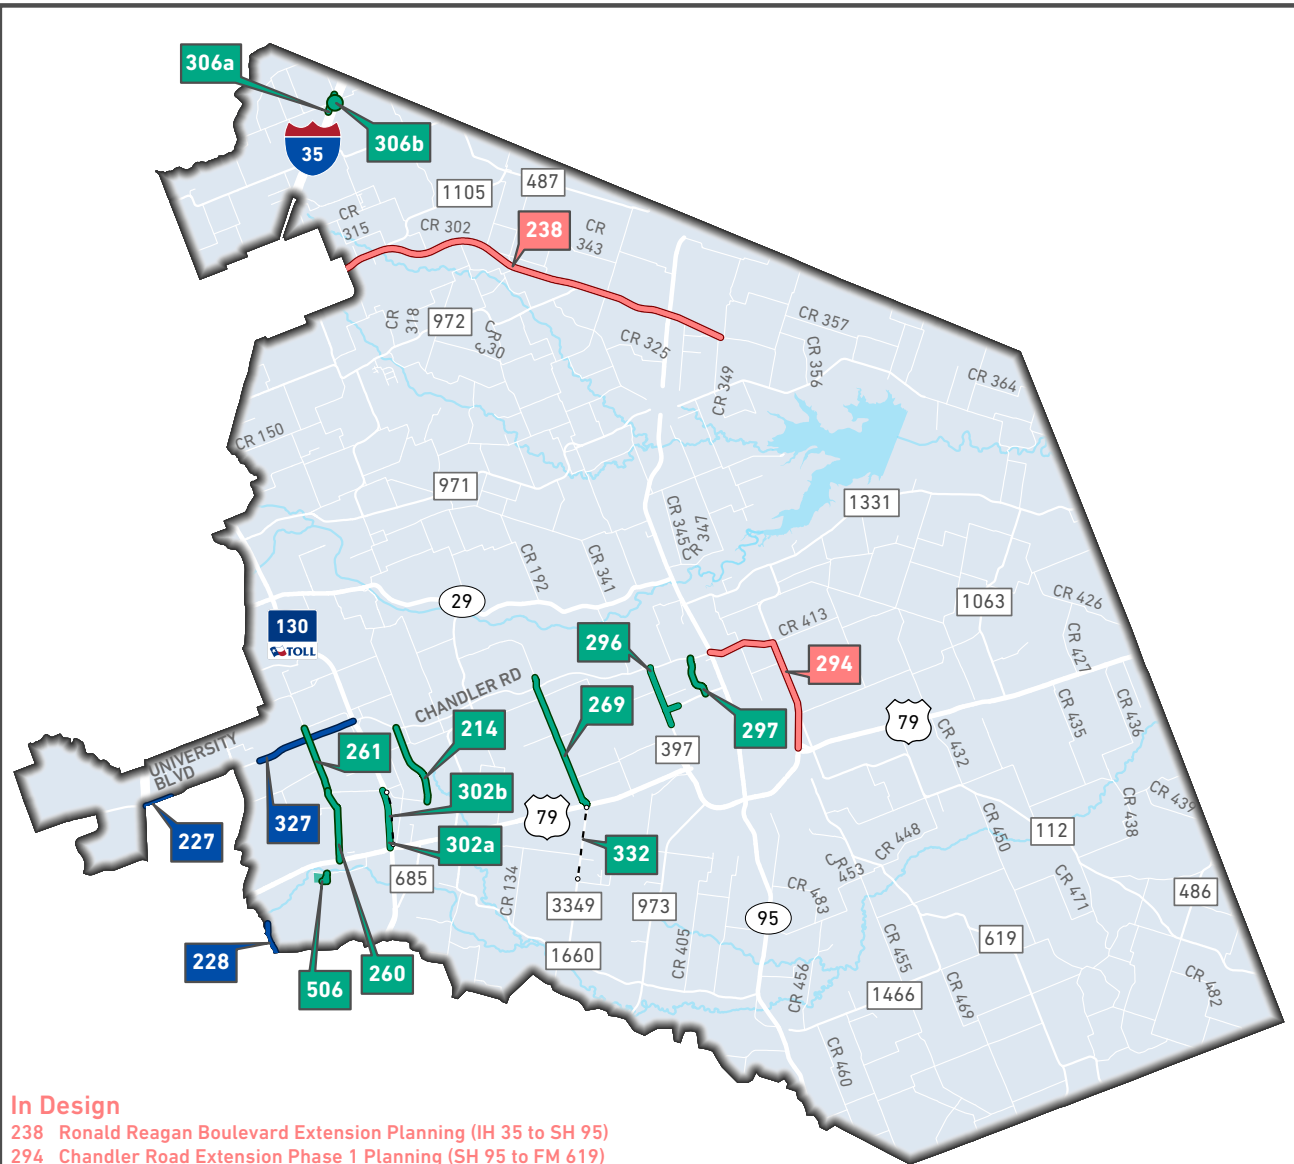 306a
306b
35
1105
487
CR 315
CR 302
238
CR 343
CR 318
972
CR 330
CR 325
CR 357
CR 356
CR 364
CR 349
CR 150
971
1331
CR 345
CR 347
CR 192
CR 341
29
1063
CR 426
130
TOLL
CR 413
296
294
CR 427
CHANDLER RD
269
297
79
CR 435
CR 436
CR 432
214
397
UNIVERSITY
BLVD
261
302b
327
79
CR 439
CR 438
227
302a
332
112
CR 450
CR 448
CR 453
685
CR 134
CR 483
CR 471
486
3349
973
95
CR 405
619
CR 455
228
506
260
1660
CR 456
1466
CR 469
CR 482
CR 460
In Design
238 Ronald Reagan Boulevard Extension Planning (IH 35 to SH 95)
294 Chandler Road Extension Phase 1 Planning (SH 95 to FM 619)